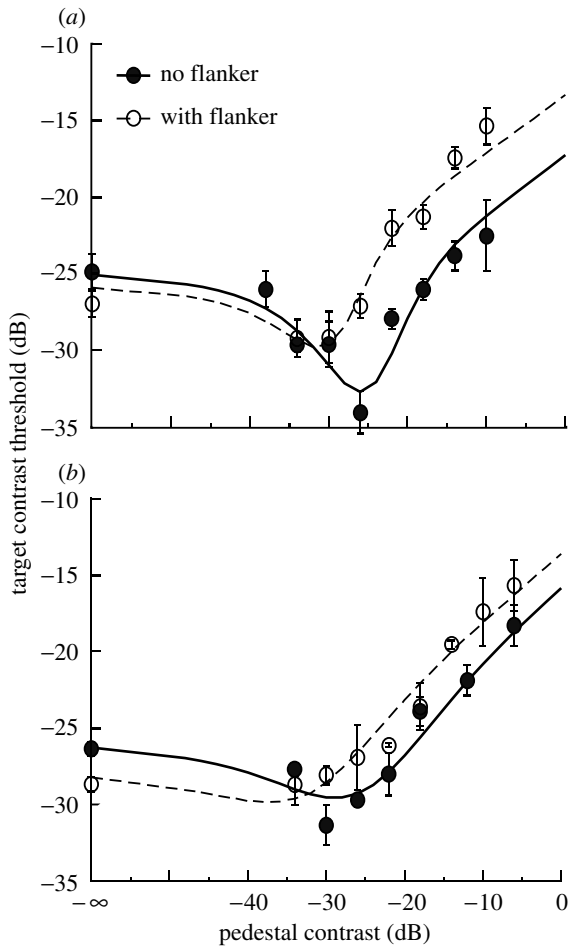 (a)
−10
−15
−20
−25
−30
−35
no flanker
with flanker
(b)
−10
−15
−20
−25
−30
−35
target contrast threshold (dB)
−∞ −40 −30 −20 −10 0
pedestal contrast (dB)